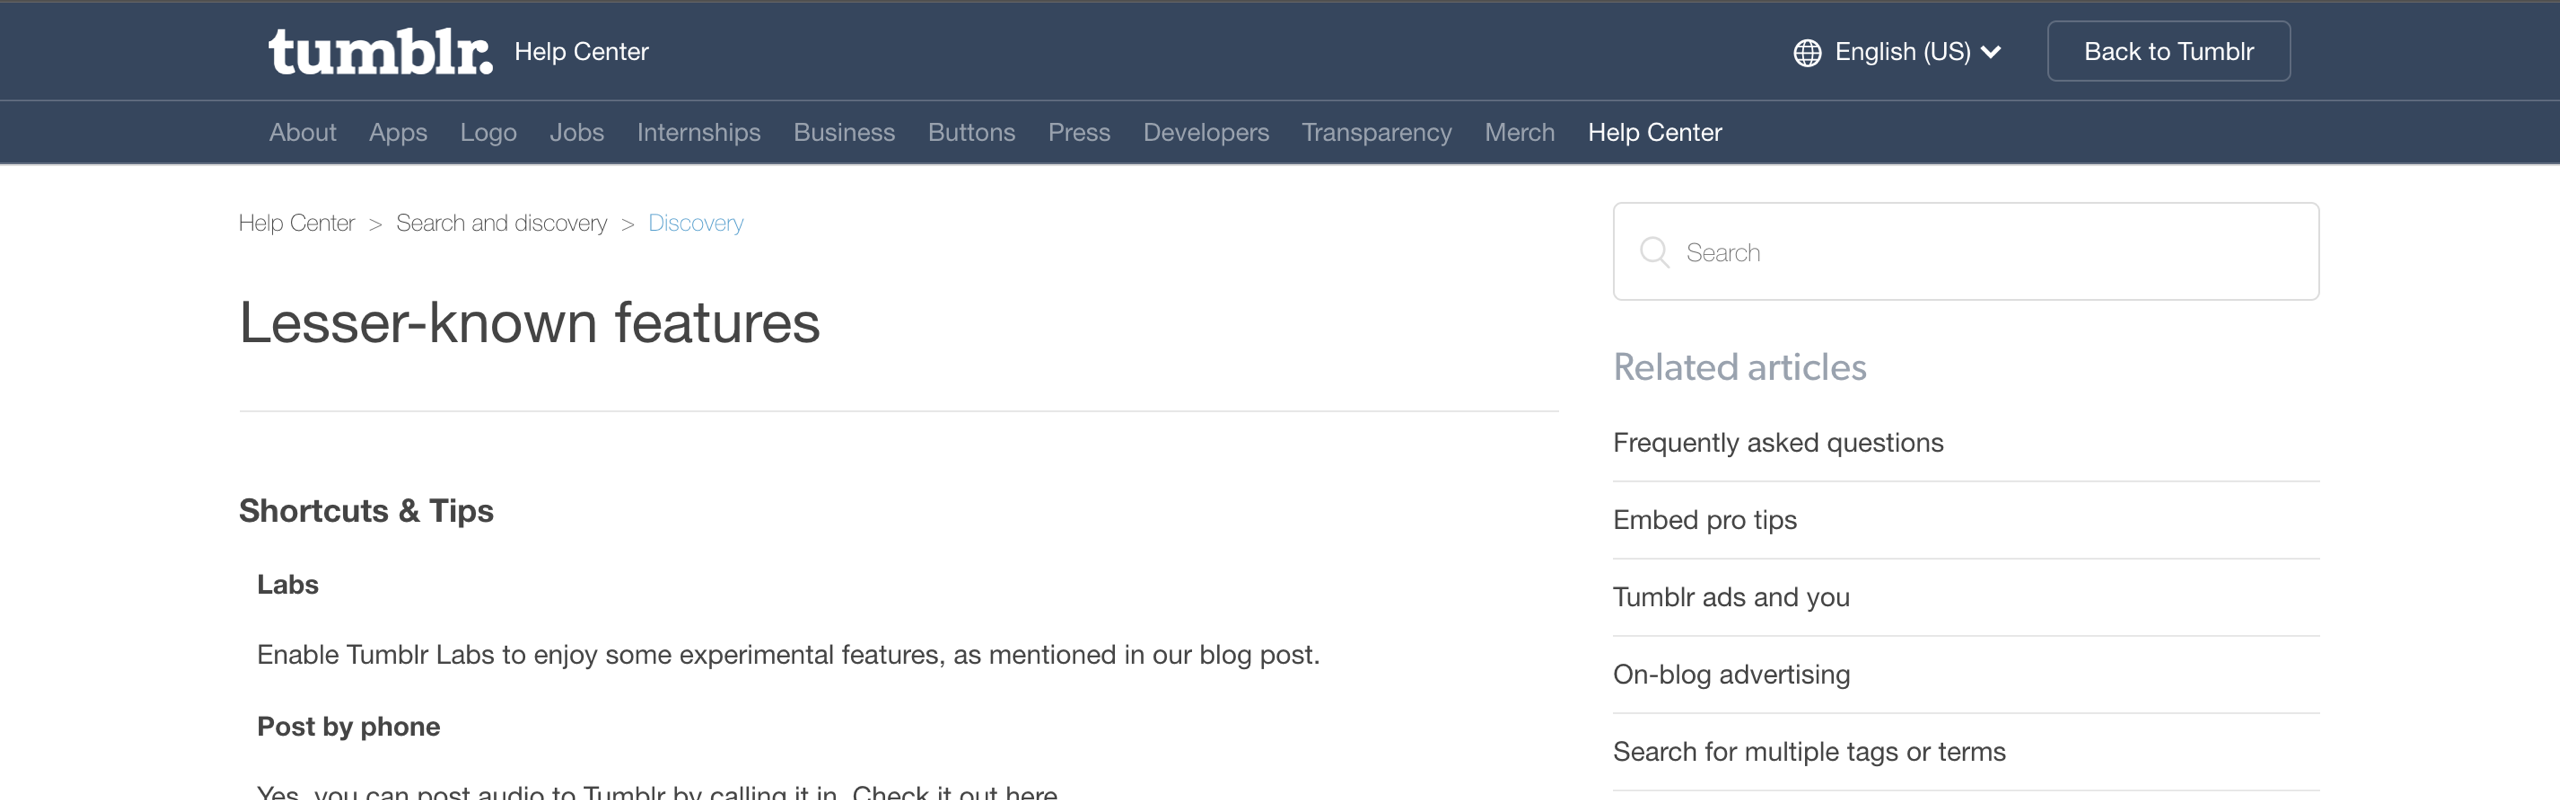 tumblr. Help Center
English (US)
Back to Tumblr
About Apps Logo Jobs Internships Business Buttons Press Developers Transparency Merch Help Center
Help Center > Search and discovery > Discovery
Lesser-known features
Shortcuts & Tips
Labs
Enable Tumblr Labs to enjoy some experimental features, as mentioned in our blog post.
Post by phone
Yes, you can post audio to Tumblr by calling it in. Check it out here
Search
Related articles
Frequently asked questions
Embed pro tips
Tumblr ads and you
On-blog advertising
Search for multiple tags or terms